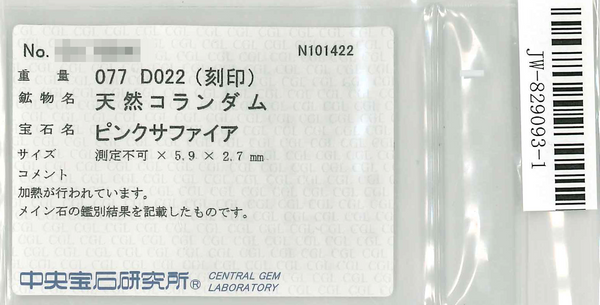 No.
N101422
重量 077 D022 (刻印)
鉱物名 天然コランダム
宝石名 ピンクサファイア
サイズ 測定不可 × 5.9 × 2.7 mm
コメント
加熱が行われています。
メイン石の鑑別結果を記載したものです。
中央宝石研究所® CENTRAL GEM
LABORATORY
JW-829093-1